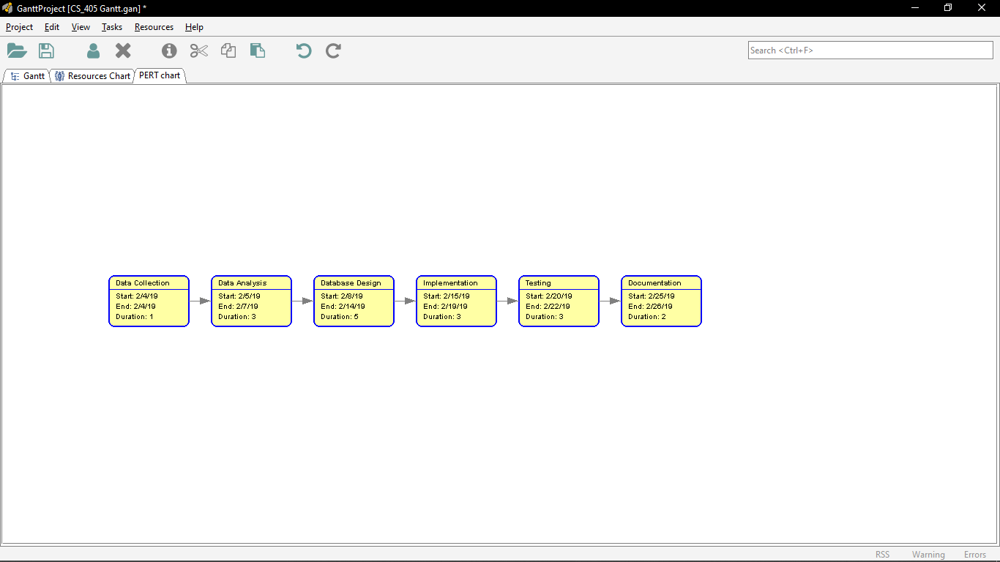 GanttProject [CS_405 Gantt.gan] *
Project Edit View Tasks Resources Help
Search <Ctrl+F>
Gantt Resources Chart PERT chart
Data Collection
Start: 2/4/19
End: 2/4/19
Duration: 1
Data Analysis
Start: 2/5/19
End: 2/7/19
Duration: 3
Database Design
Start: 2/8/19
End: 2/14/19
Duration: 5
Implementation
Start: 2/15/19
End: 2/19/19
Duration: 3
Testing
Start: 2/20/19
End: 2/22/19
Duration: 3
Documentation
Start: 2/25/19
End: 2/26/19
Duration: 2
RSS Warning Errors